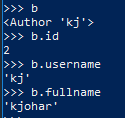 >>> b
<Author 'kj'>
>>> b.id
2
>>> b.username
'kj'
>>> b.fullname
'kjohar'